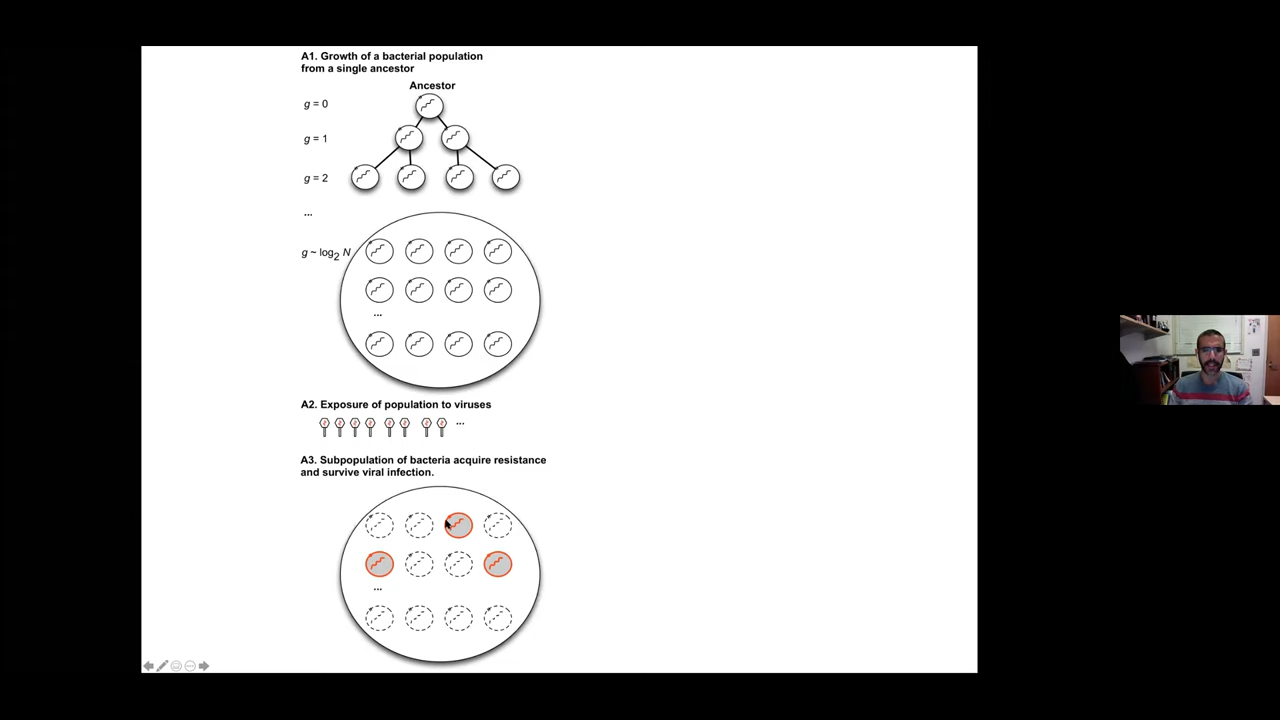 A1. Growth of a bacterial population
from a single ancestor
Ancestor
g = 0
g = 1
g = 2
...
g ~ log2 N
...
A2. Exposure of population to viruses
...
A3. Subpopulation of bacteria acquire resistance
and survive viral infection.
...